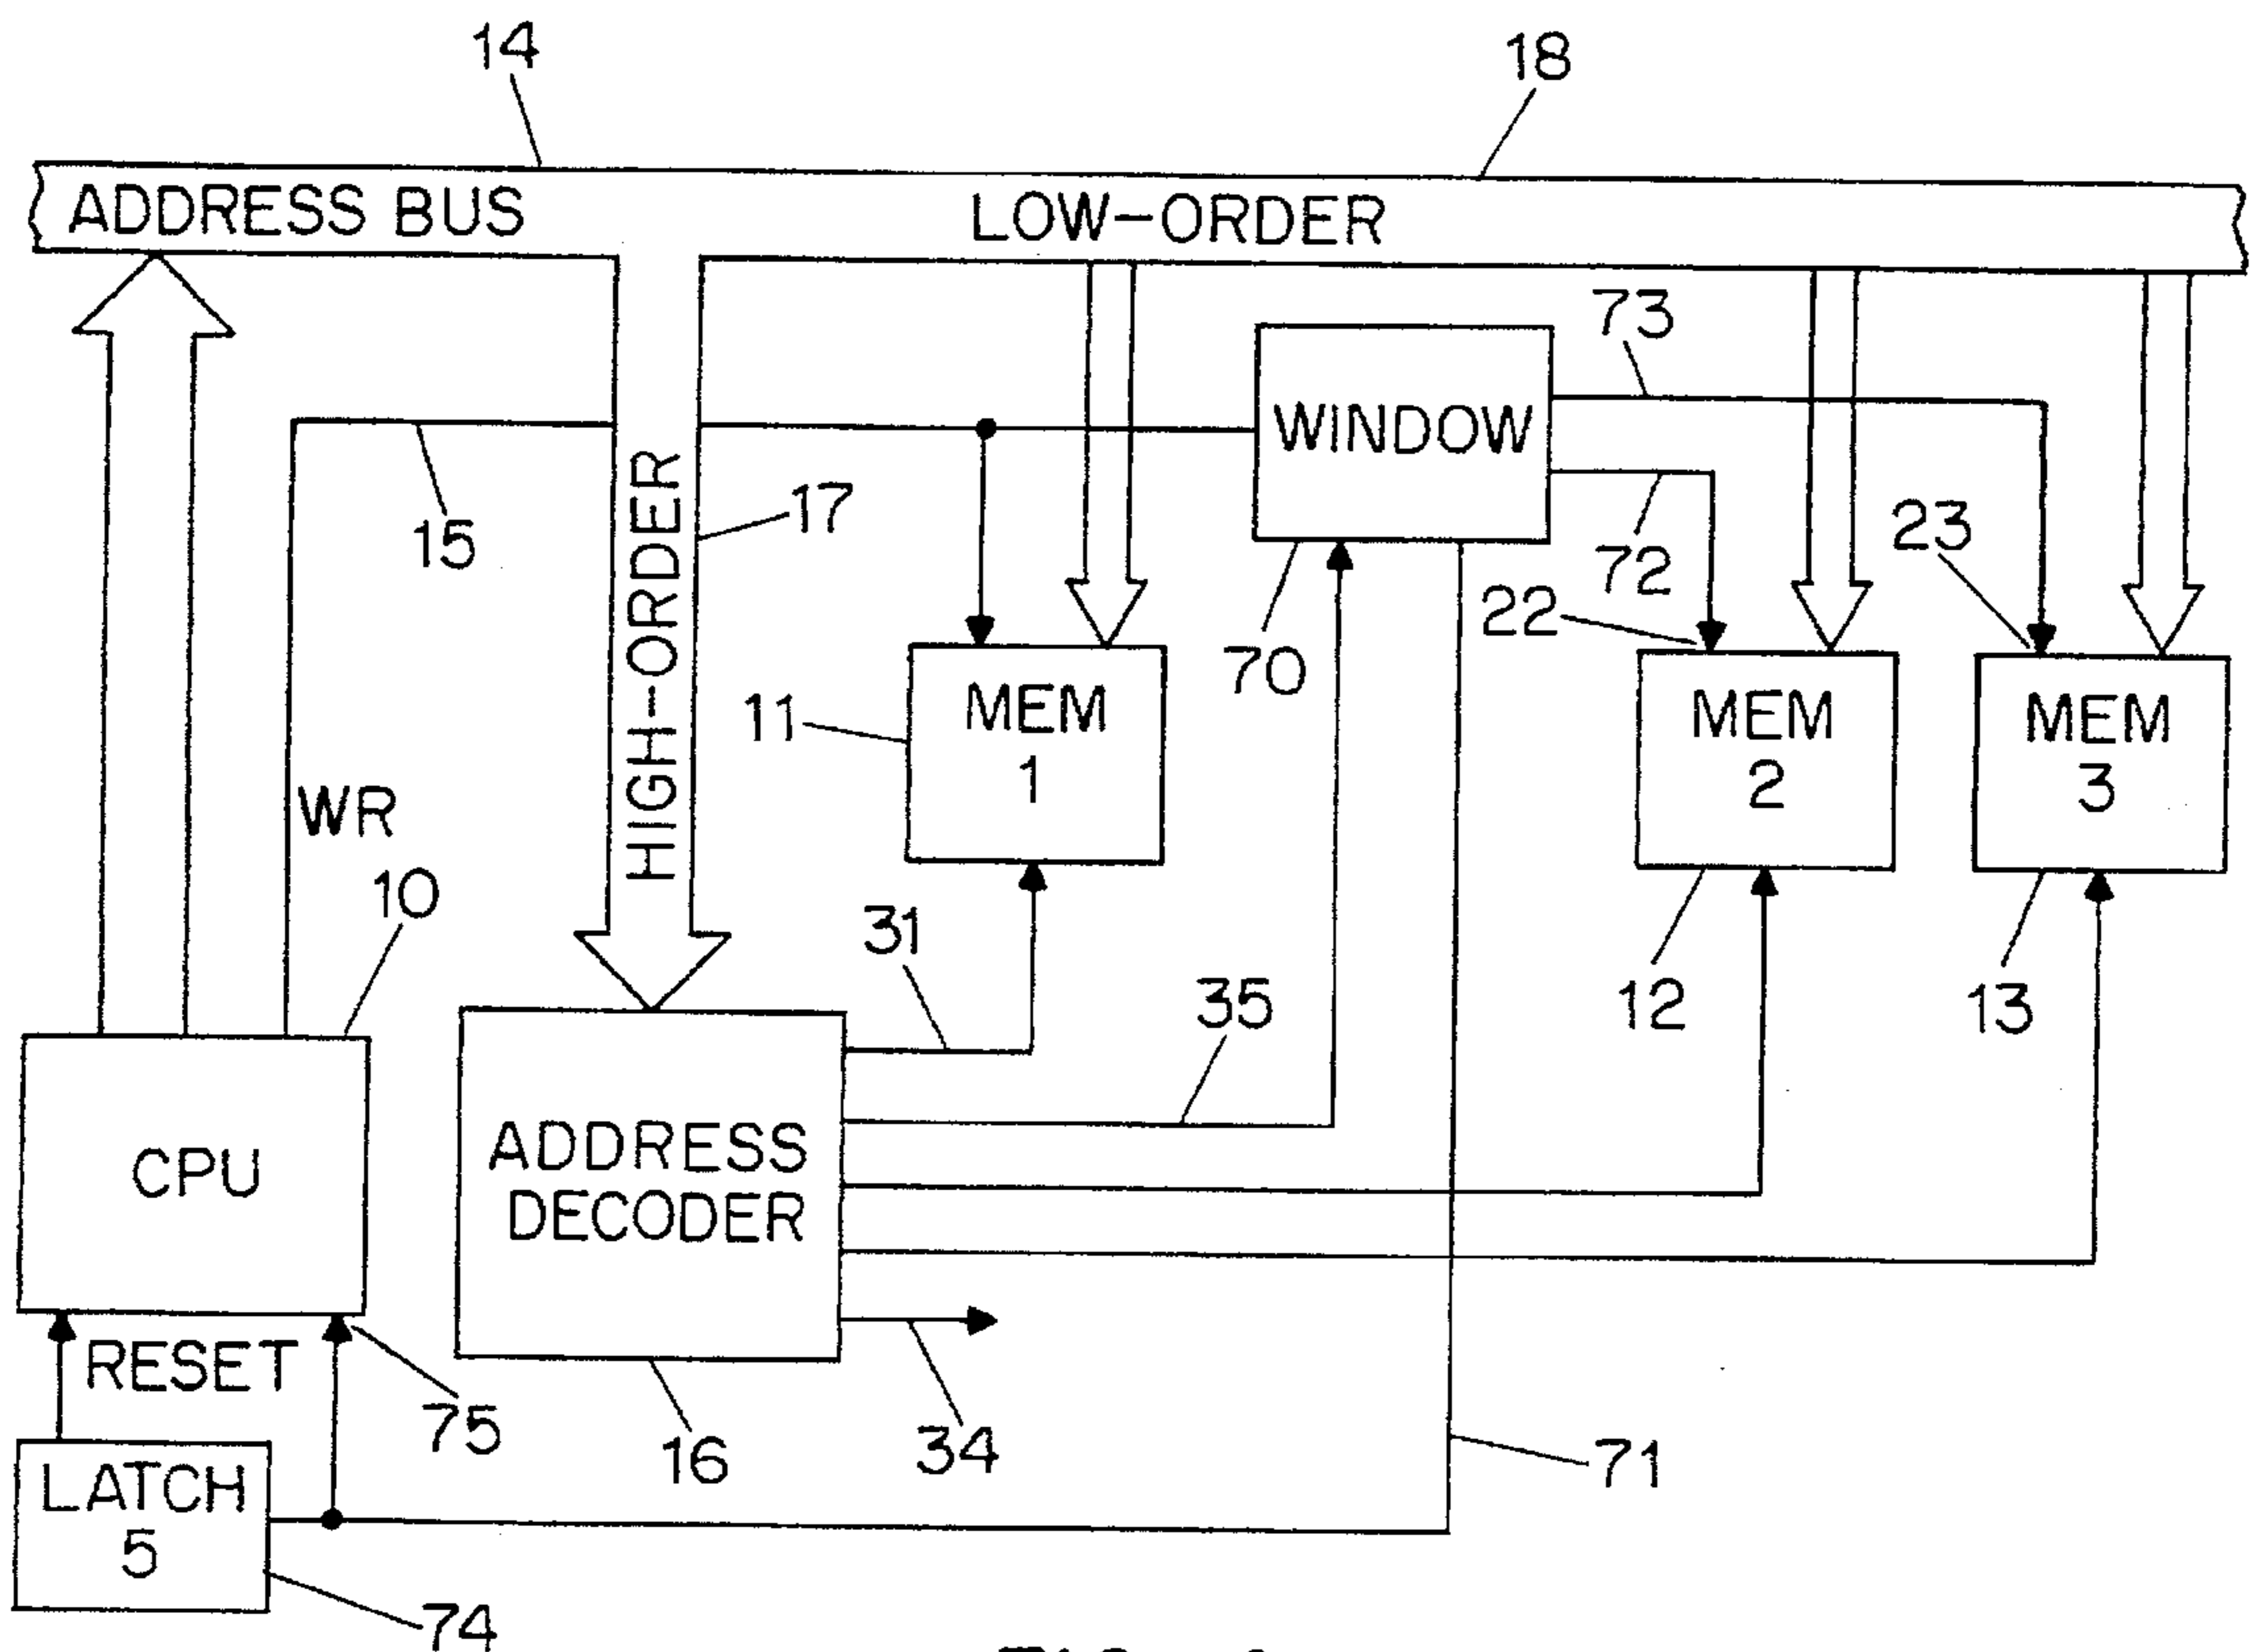 14
18
ADDRESS BUS
LOW-ORDER
73
WINDOW
15
HIGH-ORDER
17
72
23
22
70
11
MEM
1
MEM
2
MEM
3
WR
10
31
35
12
13
CPU
ADDRESS
DECODER
RESET
75
16
34
71
LATCH
5
74